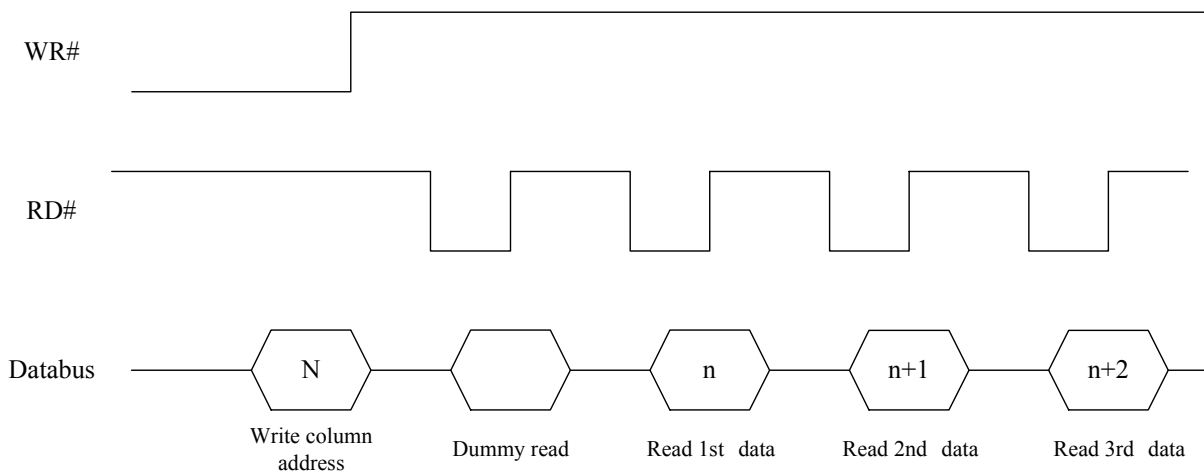 WR#
RD#
Databus
N
n
n+1
n+2
Write column
address
Dummy read
Read 1st data
Read 2nd data
Read 3rd data